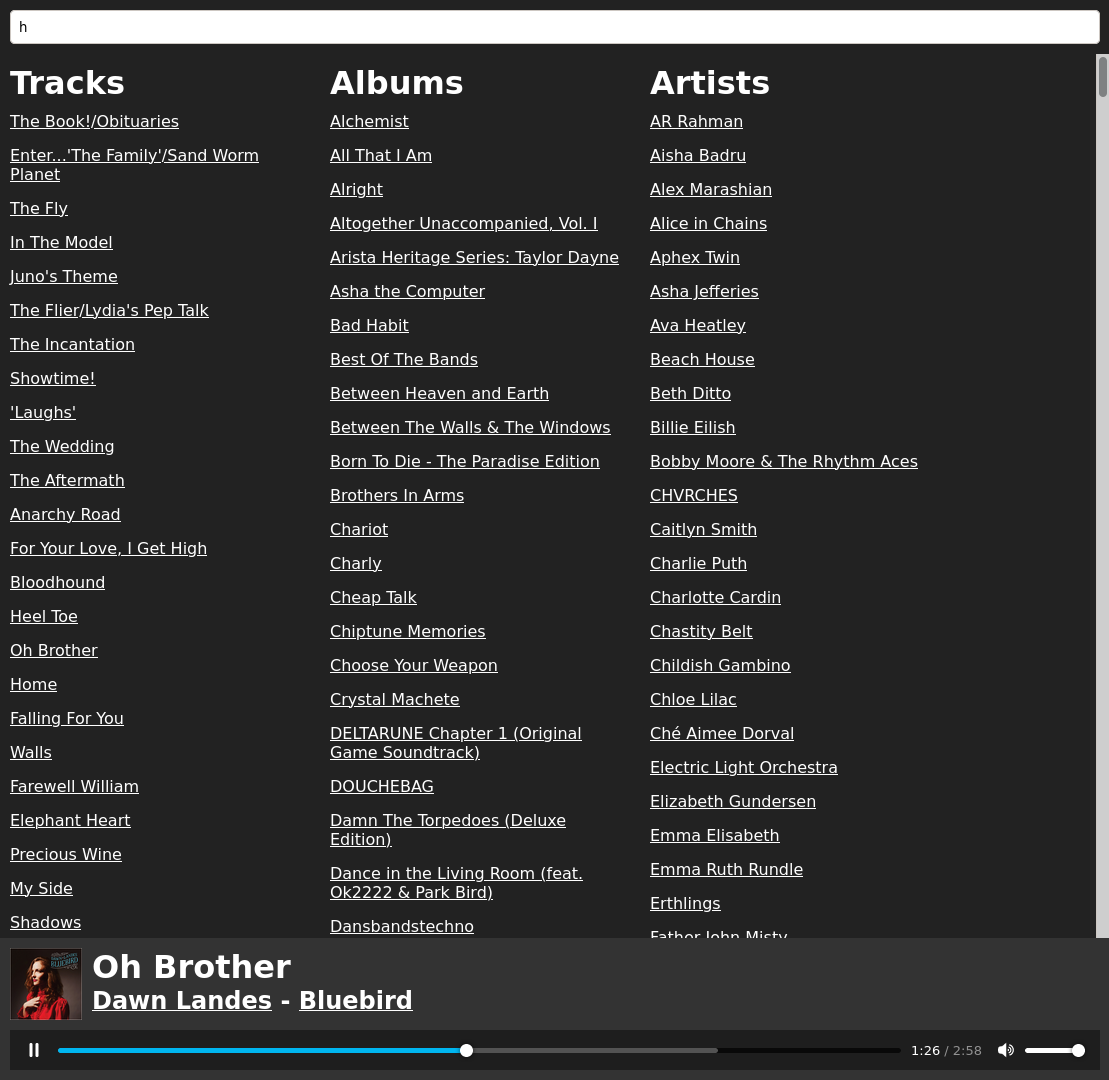 h
Tracks
The Book!/Obituaries
Enter...'The Family'/Sand Worm
Planet
The Fly
In The Model
Juno's Theme
The Flier/Lydia's Pep Talk
The Incantation
Showtime!
'Laughs'
The Wedding
The Aftermath
Anarchy Road
For Your Love, I Get High
Bloodhound
Heel Toe
Oh Brother
Home
Falling For You
Walls
Farewell William
Elephant Heart
Precious Wine
My Side
Shadows
Albums
Alchemist
All That I Am
Alright
Altogether Unaccompanied, Vol. I
Arista Heritage Series: Taylor Dayne
Asha the Computer
Bad Habit
Best Of The Bands
Between Heaven and Earth
Between The Walls & The Windows
Born To Die - The Paradise Edition
Brothers In Arms
Chariot
Charly
Cheap Talk
Chiptune Memories
Choose Your Weapon
Crystal Machete
DELTARUNE Chapter 1 (Original
Game Soundtrack)
DOUCHEBAG
Damn The Torpedoes (Deluxe
Edition)
Dance in the Living Room (feat.
Ok2222 & Park Bird)
Dansbandstechno
Artists
AR Rahman
Aisha Badru
Alex Marashian
Alice in Chains
Aphex Twin
Asha Jefferies
Ava Heatley
Beach House
Beth Ditto
Billie Eilish
Bobby Moore & The Rhythm Aces
CHVRCHES
Caitlyn Smith
Charlie Puth
Charlotte Cardin
Chastity Belt
Childish Gambino
Chloe Lilac
Ché Aimee Dorval
Electric Light Orchestra
Elizabeth Gundersen
Emma Elisabeth
Emma Ruth Rundle
Erthlings
Father John Misty
BLUEBIRD
Oh Brother
Dawn Landes - Bluebird
1:26 / 2:58